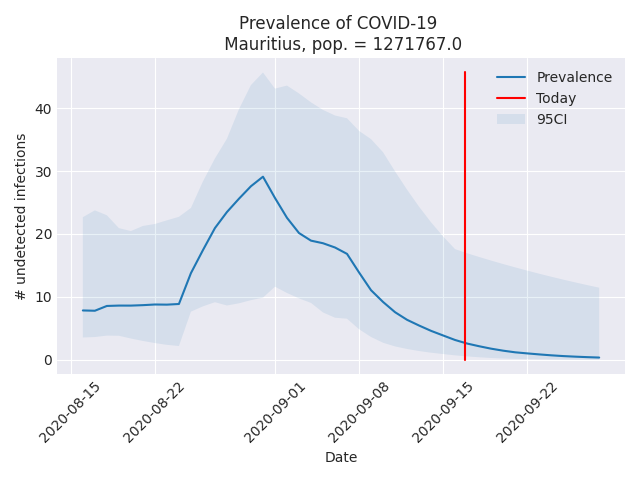 Prevalence of COVID-19
Mauritius, pop. = 1271767.0
# undetected infections
40
30
20
10
0
Prevalence
Today
95CI
2020-08-15
2020-08-22
2020-09-01
2020-09-08
2020-09-15
2020-09-22
Date